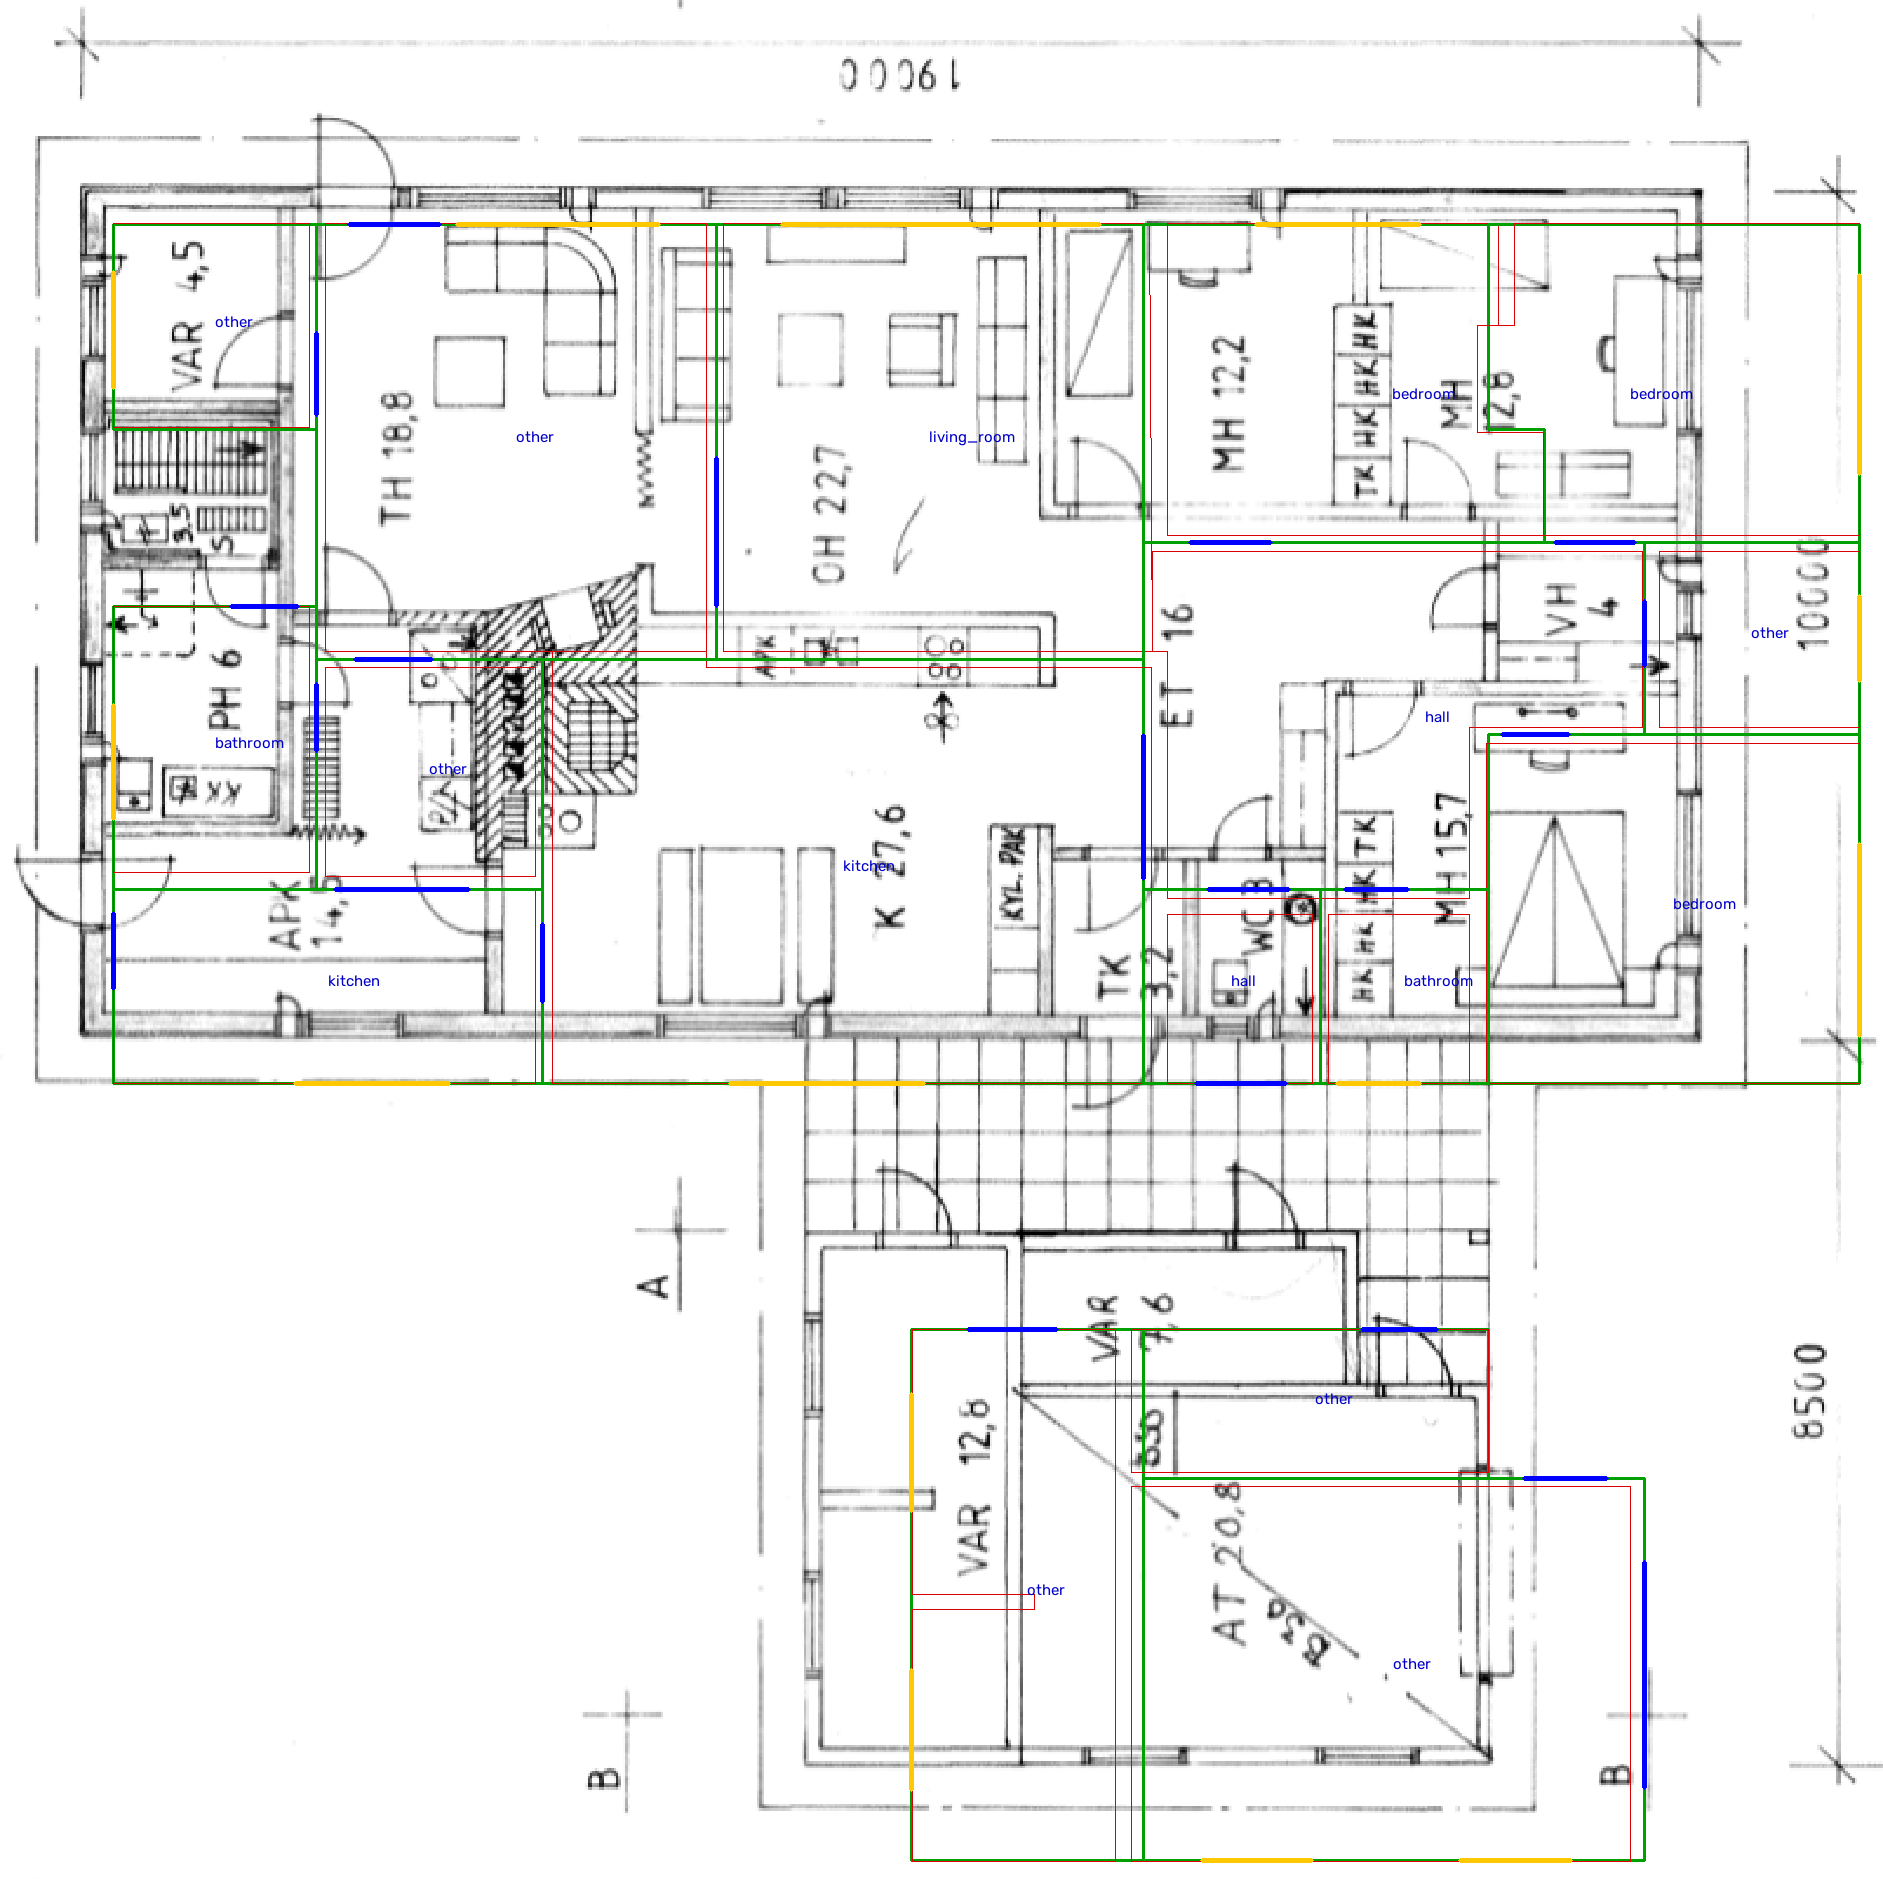 19000
VAR 4,5
other
TH 18,8
other
OH 22,7
living_room
MH 12,2
HK
HK
HK
TK
bedroom
MH
12,8
bedroom
3.5
S
PH 6
bathroom
other
APK
ET 16
VH
4
other
10000
hall
K 27,6
kitchen
KYL. PAK
TK
3,2
WC 3
hall
MH 15,7
TK
HK
HK
HK
bathroom
bedroom
APK
kitchen
A
VAR
7,6
VAR 12,8
other
other
AT 20,8
other
8500
B
B